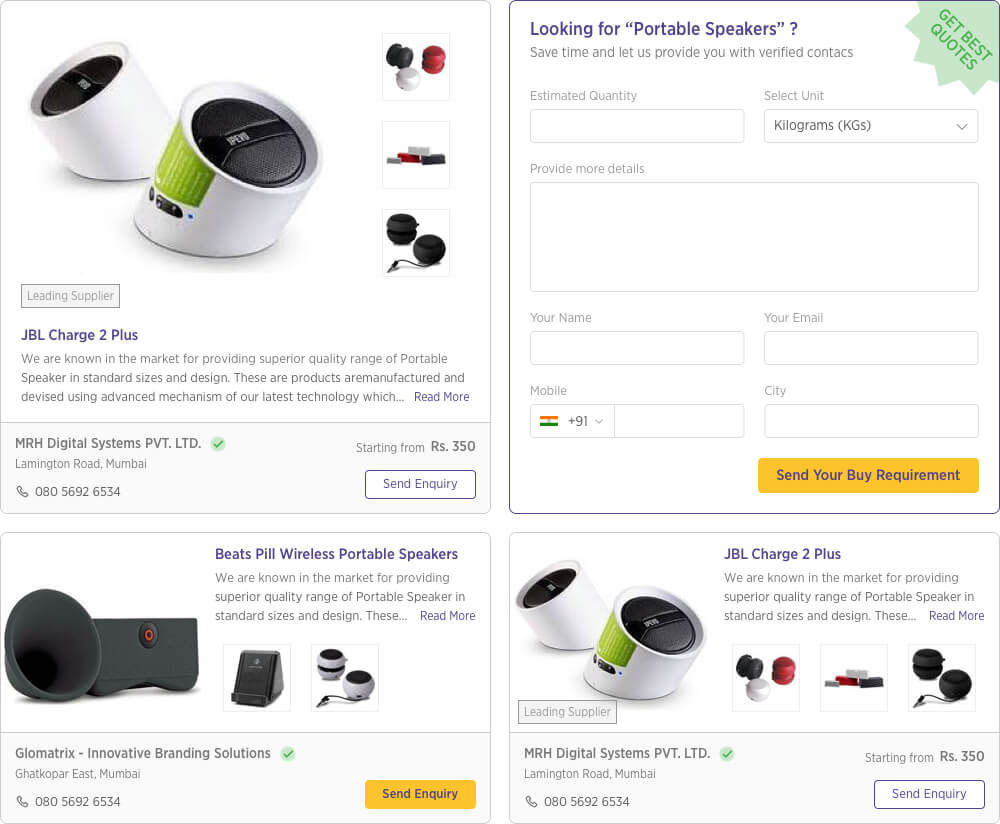 IPEVO
Leading Supplier
JBL Charge 2 Plus
We are known in the market for providing superior quality range of Portable
Speaker in standard sizes and design. These are products aremanufactured and
devised using advanced mechanism of our latest technology which... Read More
MRH Digital Systems PVT. LTD.
Lamington Road, Mumbai
080 5692 6534
Starting from Rs. 350
Send Enquiry
Looking for “Portable Speakers” ?
Save time and let us provide you with verified contacs
GET BEST
QUOTES
Estimated Quantity
Select Unit
Kilograms (KGs)
Provide more details
Your Name
Your Email
Mobile
+91
City
Send Your Buy Requirement
Beats Pill Wireless Portable Speakers
We are known in the market for providing
superior quality range of Portable Speaker in
standard sizes and design. These... Read More
Glomatrix - Innovative Branding Solutions
Ghatkopar East, Mumbai
080 5692 6534
Send Enquiry
IPEVO
Leading Supplier
JBL Charge 2 Plus
We are known in the market for providing
superior quality range of Portable Speaker in
standard sizes and design. These... Read More
MRH Digital Systems PVT. LTD.
Lamington Road, Mumbai
080 5692 6534
Starting from Rs. 350
Send Enquiry